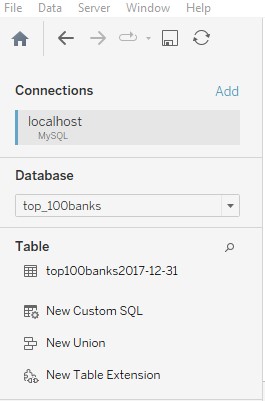 File Data Server Window Help
Connections Add
localhost
MySQL
Database
top_100banks
Table
top100banks2017-12-31
New Custom SQL
New Union
New Table Extension